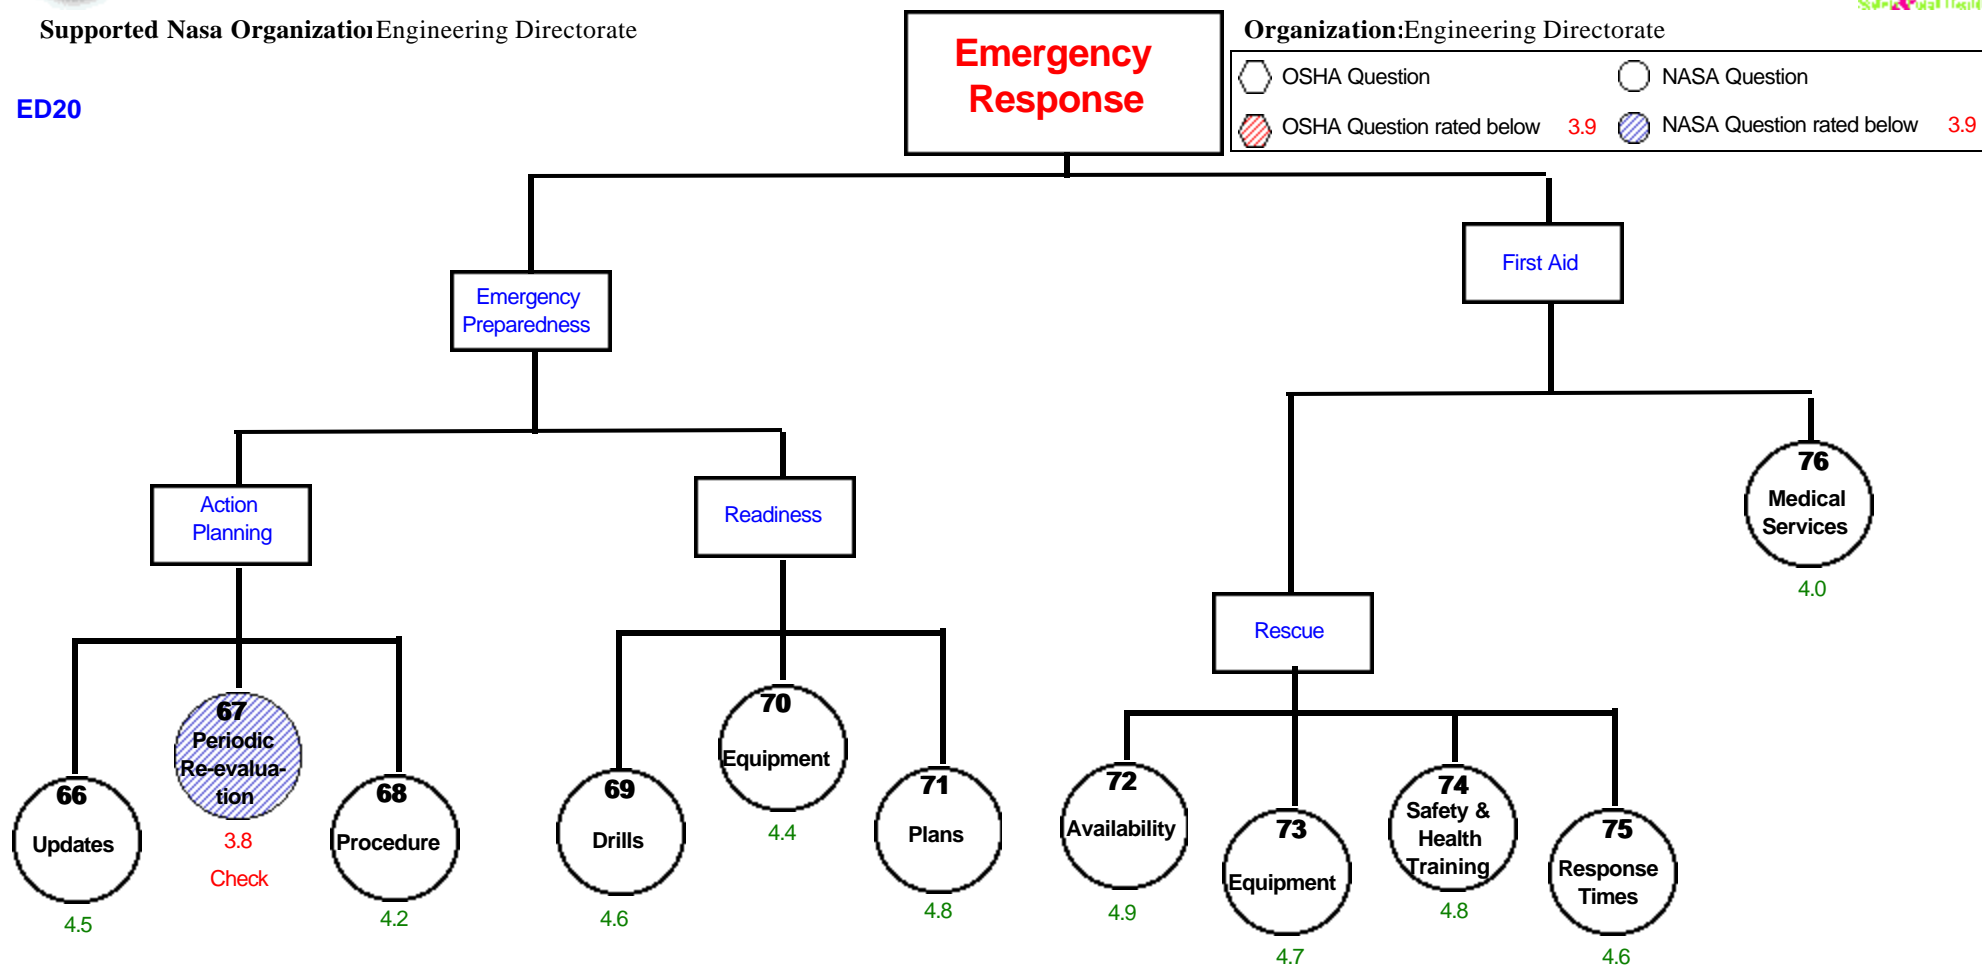 Supported Nasa Organization Engineering Directorate
Organization:Engineering Directorate
ED20
Emergency
Response
OSHA Question
NASA Question
OSHA Question rated below 3.9
NASA Question rated below 3.9
First Aid
Emergency
Preparedness
Action
Planning
Readiness
Rescue
76
Medical
Services
4.0
66
Updates
4.5
67
Periodic
Re-evalua-
tion
3.8
Check
68
Procedure
4.2
69
Drills
4.6
70
Equipment
4.4
71
Plans
4.8
72
Availability
4.9
73
Equipment
4.7
74
Safety &
Health
Training
4.8
75
Response
Times
4.6